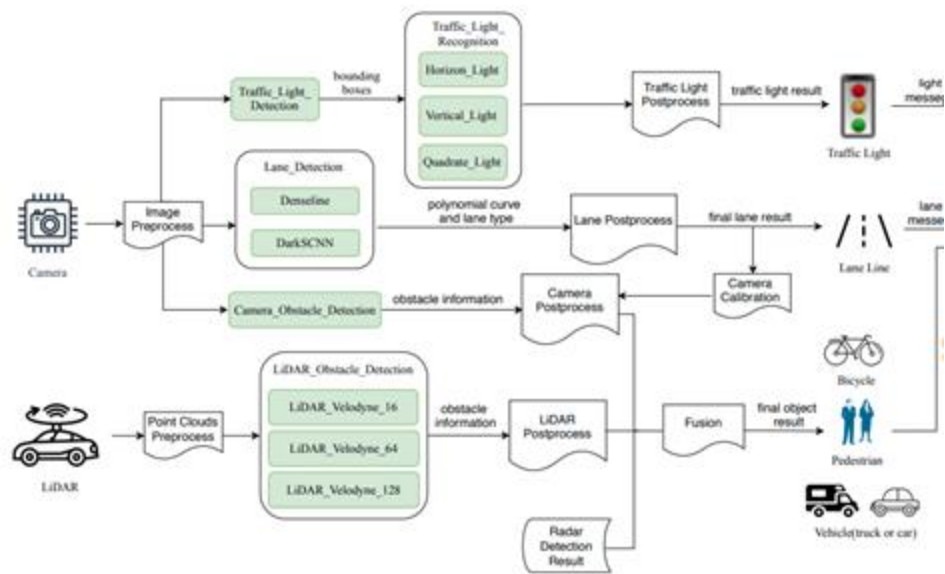 Traffic_Light_
Recognition
Horizon_Light
Vertical_Light
Quadrate_Light
Traffic_Light_
Detection
bounding
boxes
Traffic Light
Postprocess
traffic light result
Traffic Light
light
messeg
Camera
Image
Preprocess
Lane_Detection
Denseline
DarkSCNN
polynomial curve
and lane type
Lane Postprocess
final lane result
Lane Line
lane
messeg
Camera_Obstacle_Detection
obstacle information
Camera
Postprocess
Camera
Calibration
Bicycle
LiDAR
Point Clouds
Preprocess
LiDAR_Obstacle_Detection
LiDAR_Velodyne_16
LiDAR_Velodyne_64
LiDAR_Velodyne_128
obstacle
information
LiDAR
Postprocess
Fusion
final object
result
Pedestrian
Vehicle(truck or car)
Radar
Detection
Result